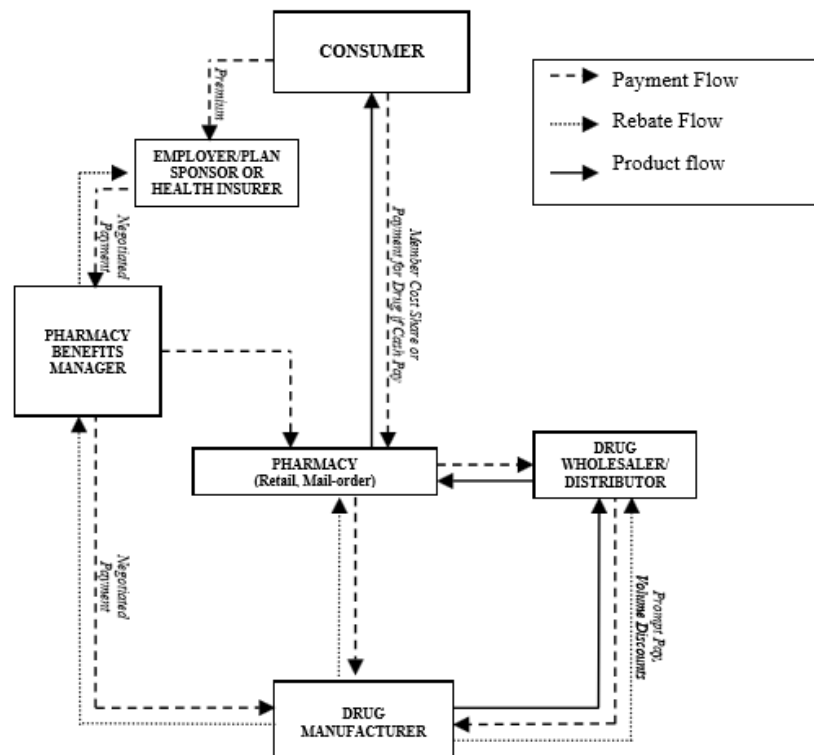 CONSUMER
Payment Flow
Rebate Flow
Product flow
Premium
EMPLOYER/PLAN
SPONSOR OR
HEALTH INSURER
Negotiated
Payment
Member Cost Share or
Payment for Drug if Cash
Pay
PHARMACY
BENEFITS
MANAGER
PHARMACY
(Retail, Mail-order)
DRUG
WHOLESALER/
DISTRIBUTOR
Negotiated
Payment
Prompt Pay,
Volume Discounts
DRUG
MANUFACTURER